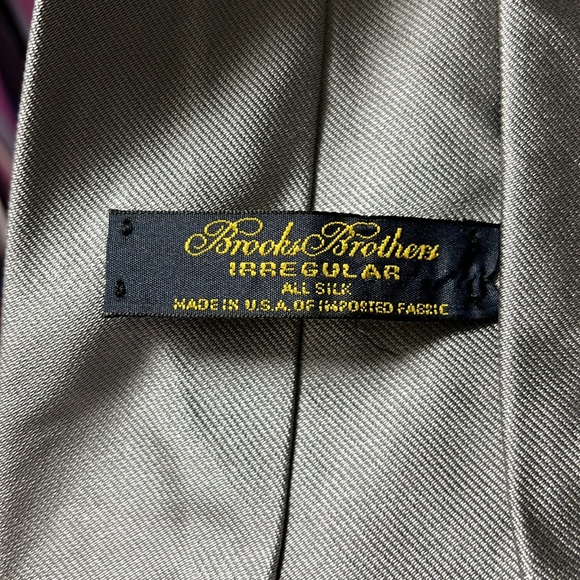 Brooks Brothers
IRREGULAR
ALL SILK
MADE IN U.S.A. OF IMPORTED FABRIC